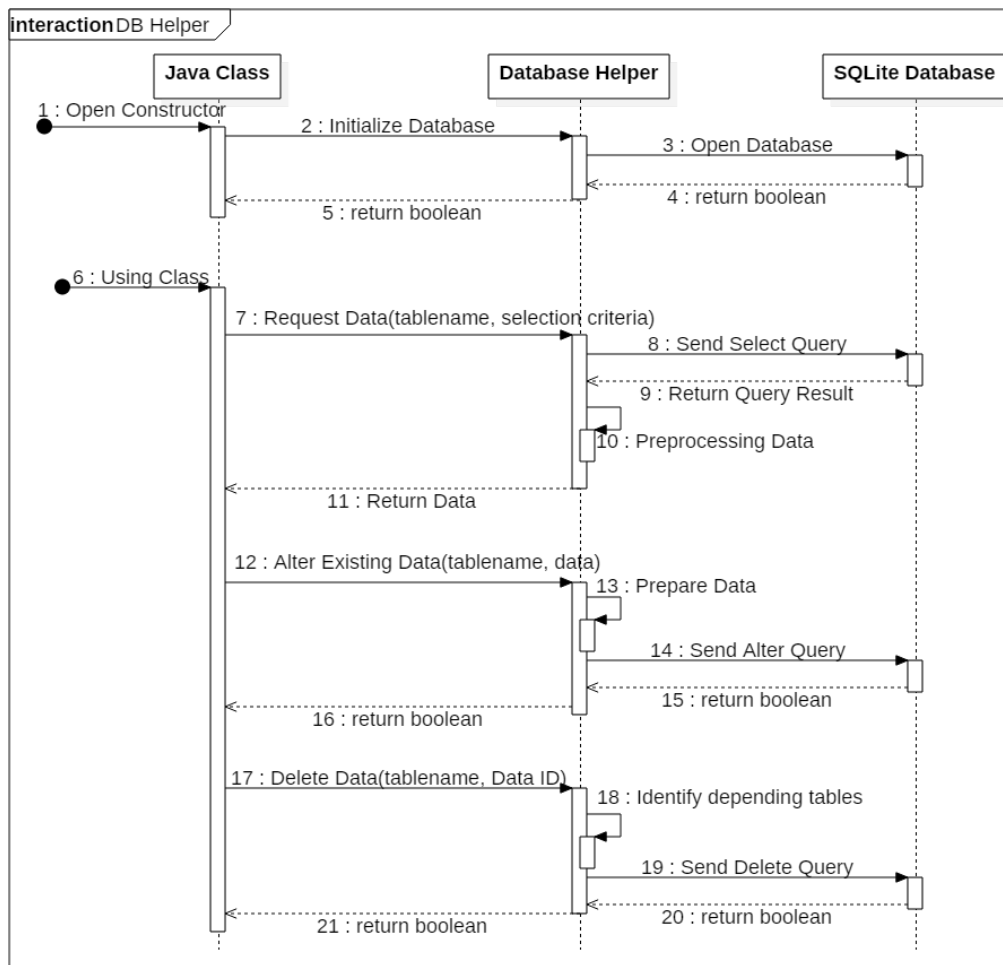 interaction DB Helper
Java Class
Database Helper
SQLite Database
1 : Open Constructor
2 : Initialize Database
3 : Open Database
4 : return boolean
5 : return boolean
6 : Using Class
7 : Request Data(tablename, selection criteria)
8 : Send Select Query
9 : Return Query Result
10 : Preprocessing Data
11 : Return Data
12 : Alter Existing Data(tablename, data)
13 : Prepare Data
14 : Send Alter Query
15 : return boolean
16 : return boolean
17 : Delete Data(tablename, Data ID)
18 : Identify depending tables
19 : Send Delete Query
20 : return boolean
21 : return boolean